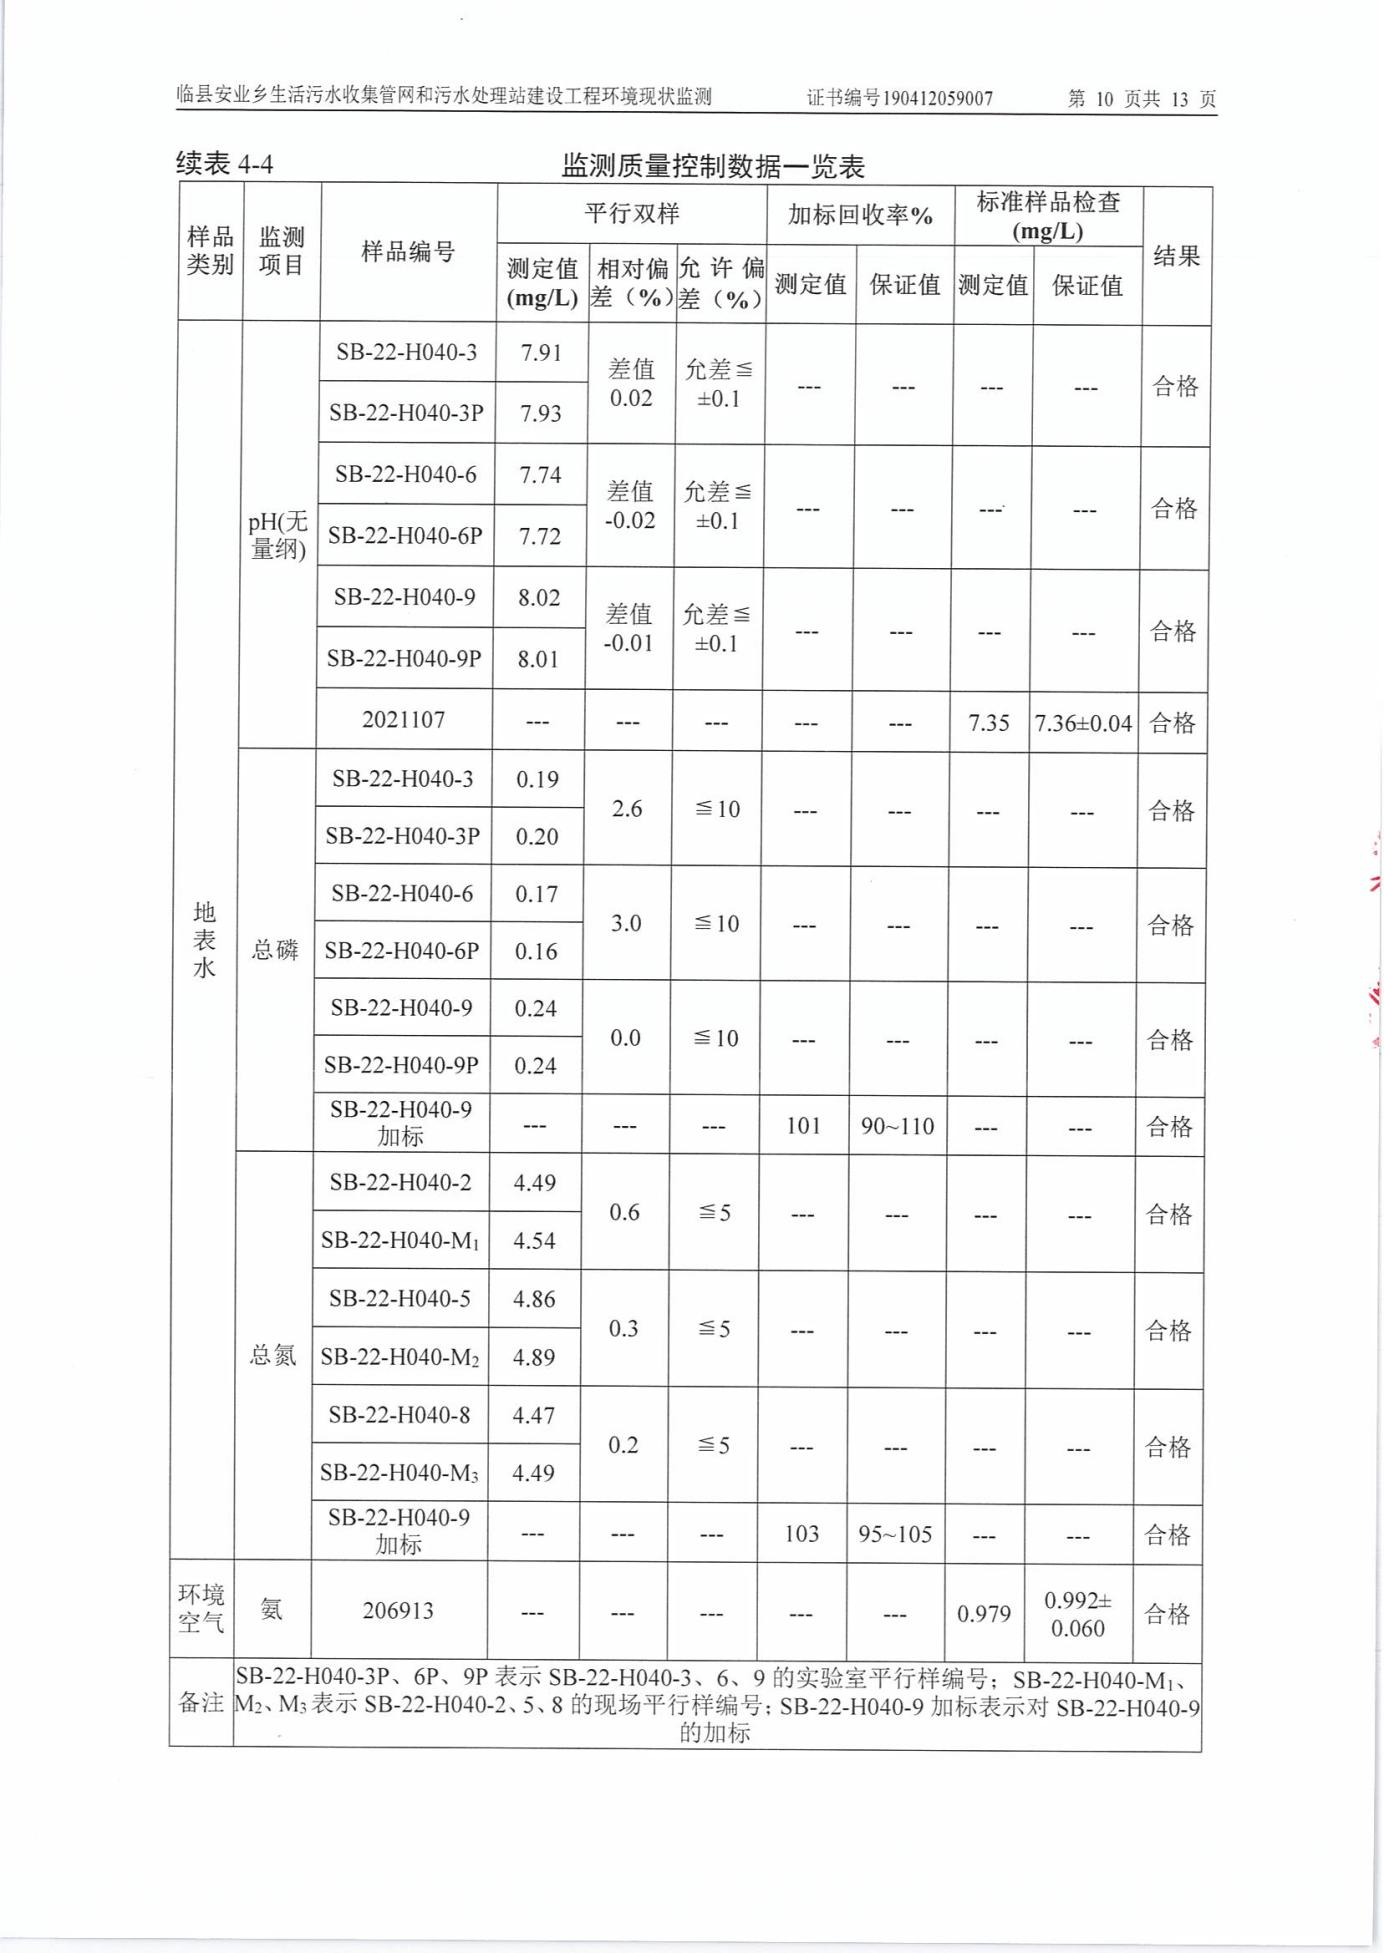 临县安业乡生活污水收集管网和污水处理站建设工程环境现状监测 证书编号190412059007 第 10 页共 13 页
续表 4-4 监测质量控制数据一览表
样品类别 监测项目 样品编号 平行双样 加标回收率% 标准样品检查(mg/L) 结果
测定值(mg/L) 相对偏差（%） 允许偏差（%） 测定值 保证值 测定值 保证值
地表水 pH(无量纲) SB-22-H040-3 7.91 差值0.02 允差≦±0.1 --- --- --- --- 合格
SB-22-H040-3P 7.93
SB-22-H040-6 7.74 差值-0.02 允差≦±0.1 --- --- --- --- 合格
SB-22-H040-6P 7.72
SB-22-H040-9 8.02 差值-0.01 允差≦±0.1 --- --- --- --- 合格
SB-22-H040-9P 8.01
2021107 --- --- --- --- --- 7.35 7.36±0.04 合格
总磷 SB-22-H040-3 0.19 2.6 ≦10 --- --- --- --- 合格
SB-22-H040-3P 0.20
SB-22-H040-6 0.17 3.0 ≦10 --- --- --- --- 合格
SB-22-H040-6P 0.16
SB-22-H040-9 0.24 0.0 ≦10 --- --- --- --- 合格
SB-22-H040-9P 0.24
SB-22-H040-9加标 --- --- --- 101 90~110 --- --- 合格
总氮 SB-22-H040-2 4.49 0.6 ≦5 --- --- --- --- 合格
SB-22-H040-M₁ 4.54
SB-22-H040-5 4.86 0.3 ≦5 --- --- --- --- 合格
SB-22-H040-M₂ 4.89
SB-22-H040-8 4.47 0.2 ≦5 --- --- --- --- 合格
SB-22-H040-M₃ 4.49
SB-22-H040-9加标 --- --- --- 103 95~105 --- --- 合格
环境空气 氨 206913 --- --- --- --- --- 0.979 0.992±0.060 合格
备注 SB-22-H040-3P、6P、9P 表示 SB-22-H040-3、6、9 的实验室平行样编号；SB-22-H040-M₁、
M₂、M₃表示 SB-22-H040-2、5、8 的现场平行样编号；SB-22-H040-9 加标表示对 SB-22-H040-9
的加标